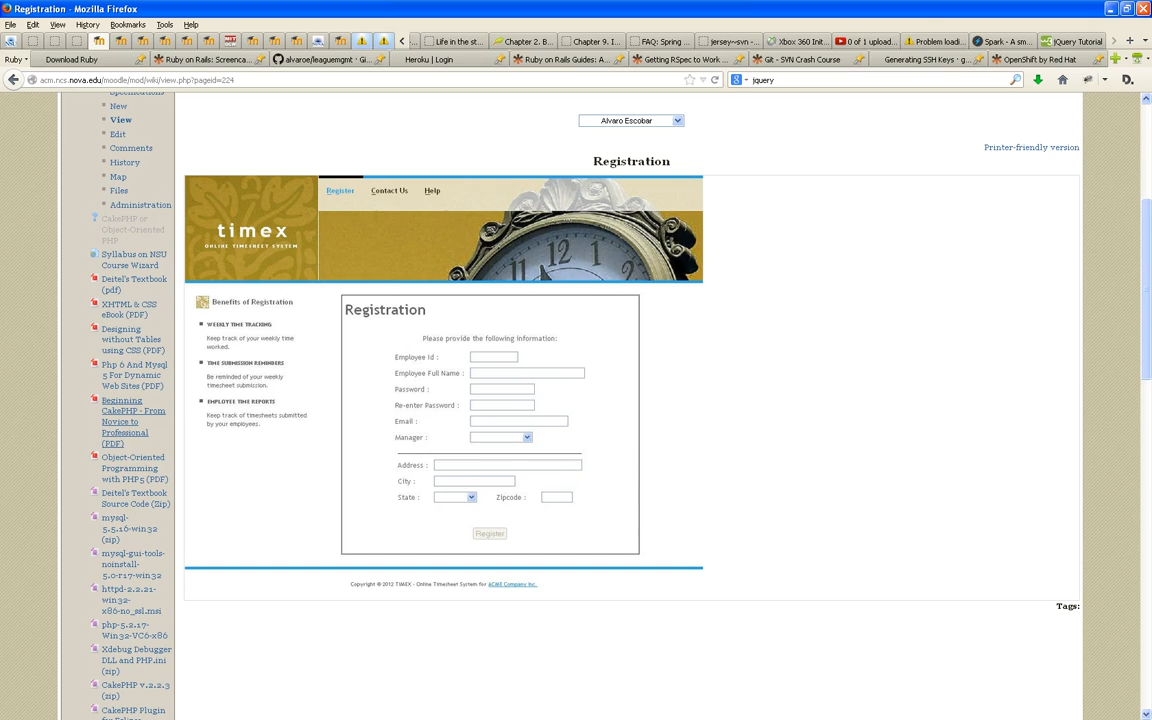 Registration - Mozilla Firefox
File Edit View History Bookmarks Tools Help
Life in the st... Chapter 2. B... Chapter 9. I... FAQ: Spring ... jersey~svn -... Xbox 360 Init... 0 of 1 upload... Problem loadi... Spark - A sm... jQuery Tutorial
Ruby Download Ruby Ruby on Rails: Screenca... alvaroe/leaguemgmt · Gi... Heroku | Login Ruby on Rails Guides: A... Getting RSpec to Work ... Git - SVN Crash Course Generating SSH Keys · g... OpenShift by Red Hat
acm.ncs.nova.edu/moodle/mod/wiki/view.php?pageid=224
jquery
Specifications
New
View
Edit
Comments
History
Map
Files
Administration
CakePHP or
Object-Oriented
PHP
Syllabus on NSU
Course Wizard
Deitel's Textbook
(pdf)
XHTML & CSS
eBook (PDF)
Designing
without Tables
using CSS (PDF)
Php 6 And Mysql
5 For Dynamic
Web Sites (PDF)
Beginning
CakePHP - From
Novice to
Professional
(PDF)
Object-Oriented
Programming
with PHP5 (PDF)
Deitel's Textbook
Source Code (Zip)
mysql-
5.5.16-win32
(zip)
mysql-gui-tools-
noinstall-
5.0-r17-win32
httpd-2.2.21-
win32-
x86-no_ssl.msi
php-5.2.17-
Win32-VC6-x86
Xdebug Debugger
DLL and PHP.ini
(zip)
CakePHP v.2.2.3
(zip)
CakePHP Plugin
for Eclipse
Alvaro Escobar
Printer-friendly version
Registration
Register Contact Us Help
timex
ONLINE TIMESHEET SYSTEM
12
11
1
Benefits of Registration
WEEKLY TIME TRACKING
Keep track of your weekly time
worked.
TIME SUBMISSION REMINDERS
Be reminded of your weekly
timesheet submission.
EMPLOYEE TIME REPORTS
Keep track of timesheets submitted
by your employees.
Registration
Please provide the following information:
Employee Id :
Employee Full Name :
Password :
Re-enter Password :
Email :
Manager :
Address :
City :
State : Zipcode :
Register
Copyright © 2012 TIMEX - Online Timesheet System for ACME Company Inc.
Tags: